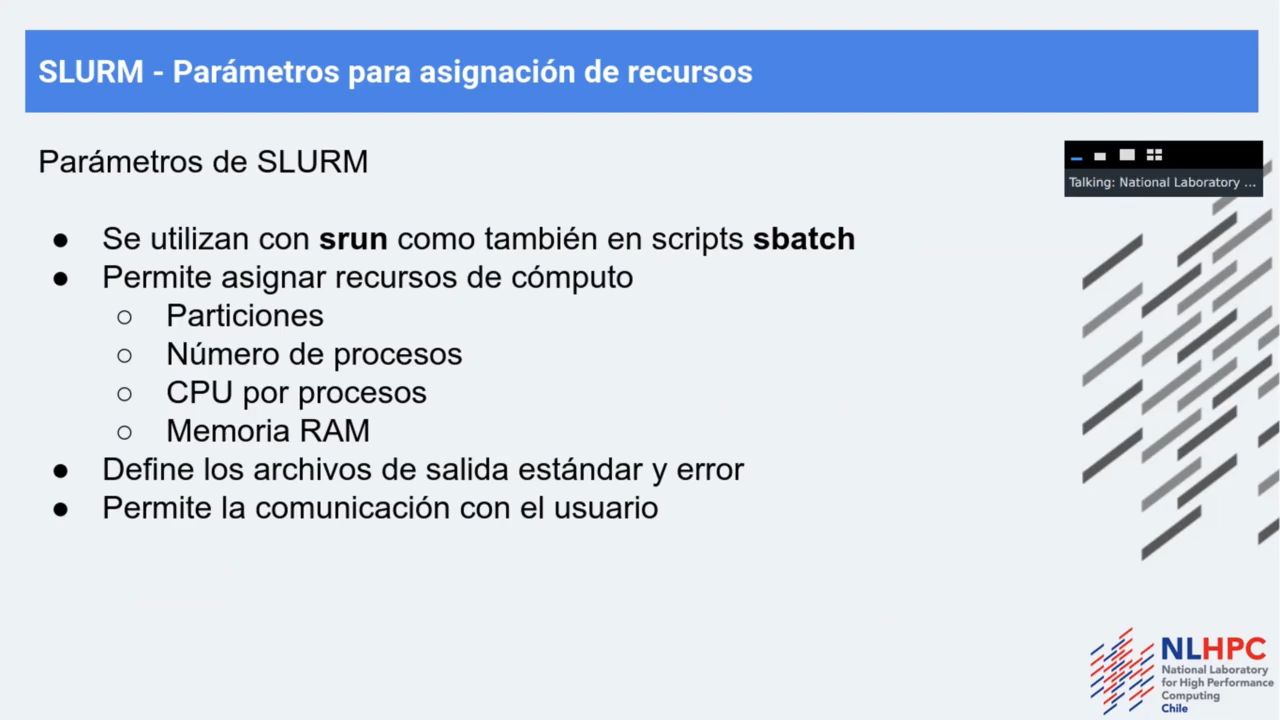 SLURM - Parámetros para asignación de recursos
Parámetros de SLURM
Talking: National Laboratory ...
● Se utilizan con srun como también en scripts sbatch
● Permite asignar recursos de cómputo
○ Particiones
○ Número de procesos
○ CPU por procesos
○ Memoria RAM
● Define los archivos de salida estándar y error
● Permite la comunicación con el usuario
NLHPC
National Laboratory
for High Performance
Computing
Chile